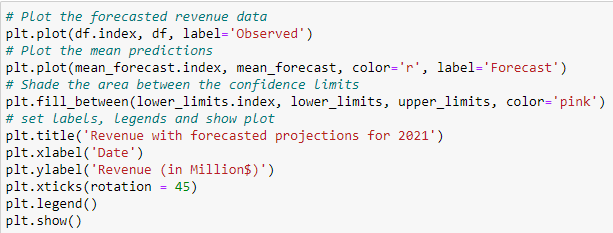 # Plot the forecasted revenue data
plt.plot(df.index, df, label='Observed')
# Plot the mean predictions
plt.plot(mean_forecast.index, mean_forecast, color='r', label='Forecast')
# Shade the area between the confidence limits
plt.fill_between(lower_limits.index, lower_limits, upper_limits, color='pink')
# set labels, legends and show plot
plt.title('Revenue with forecasted projections for 2021')
plt.xlabel('Date')
plt.ylabel('Revenue (in Million$)')
plt.xticks(rotation = 45)
plt.legend()
plt.show()